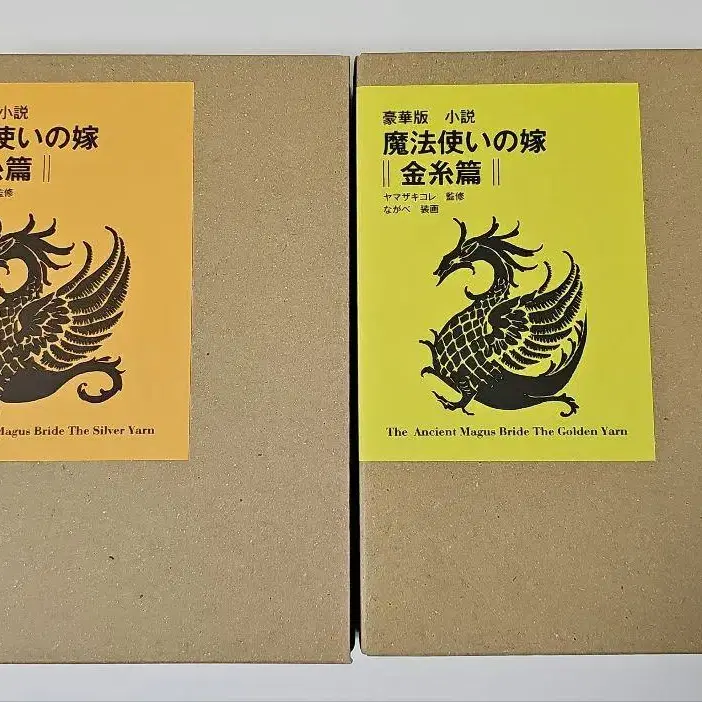 小説
使いの嫁
篇 ||
監修
Magus Bride The Silver Yarn
豪華版 小説
魔法使いの嫁
|| 金糸篇 ||
ヤマザキコレ 監修
ながべ 装画
The Ancient Magus Bride The Golden Yarn